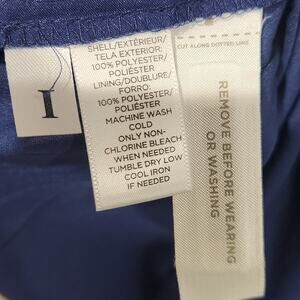 I
SHELL/EXTÉRIEUR/
TELA EXTERIOR:
100% POLYESTER/
POLIÉSTER
LINING/DOUBLURE/
FORRO:
100% POLYESTER/
POLIÉSTER
MACHINE WASH
COLD
ONLY NON-
CHLORINE BLEACH
WHEN NEEDED
TUMBLE DRY LOW
COOL IRON
IF NEEDED
CUT ALONG DOTTED LINE
REMOVE BEFORE WEARING
OR WASHING